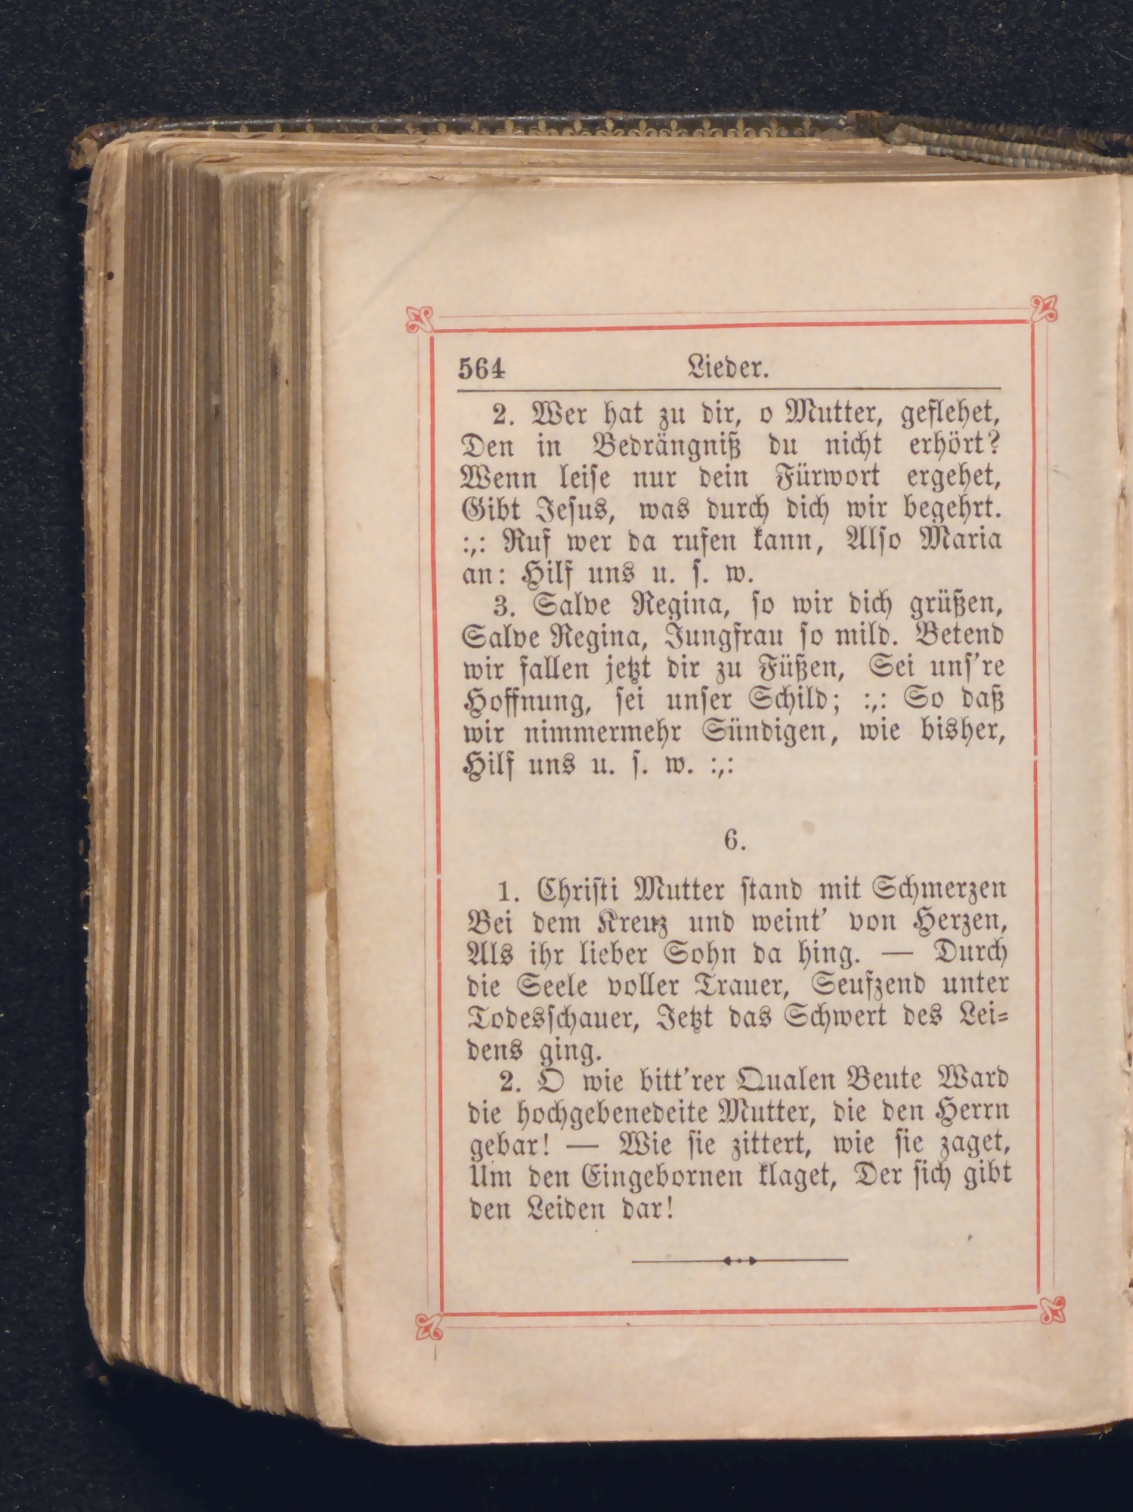 564 Lieder.
2. Wer hat zu dir, o Mutter, geflehet,
Den in Bedrängniß du nicht erhört?
Wenn leiſe nur dein Fürwort ergehet,
Gibt Jeſus, was durch dich wir begehrt.
:,: Ruf wer da rufen kann, Alſo Maria
an: Hilf uns u. ſ. w.
3. Salve Regina, ſo wir dich grüßen,
Salve Regina, Jungfrau ſo mild. Betend
wir fallen jetzt dir zu Füßen, Sei unſ're
Hoffnung, ſei unſer Schild; :,: So daß
wir nimmermehr Sündigen, wie bisher,
Hilf uns u. ſ. w. :,:
6.
1. Chriſti Mutter ſtand mit Schmerzen
Bei dem Kreuz und weint' von Herzen,
Als ihr lieber Sohn da hing. — Durch
die Seele voller Trauer, Seufzend unter
Todesſchauer, Jetzt das Schwert des Lei-
dens ging.
2. O wie bitt'rer Qualen Beute Ward
die hochgebenedeite Mutter, die den Herrn
gebar! — Wie ſie zittert, wie ſie zaget,
Um den Eingebornen klaget, Der ſich gibt
den Leiden dar!